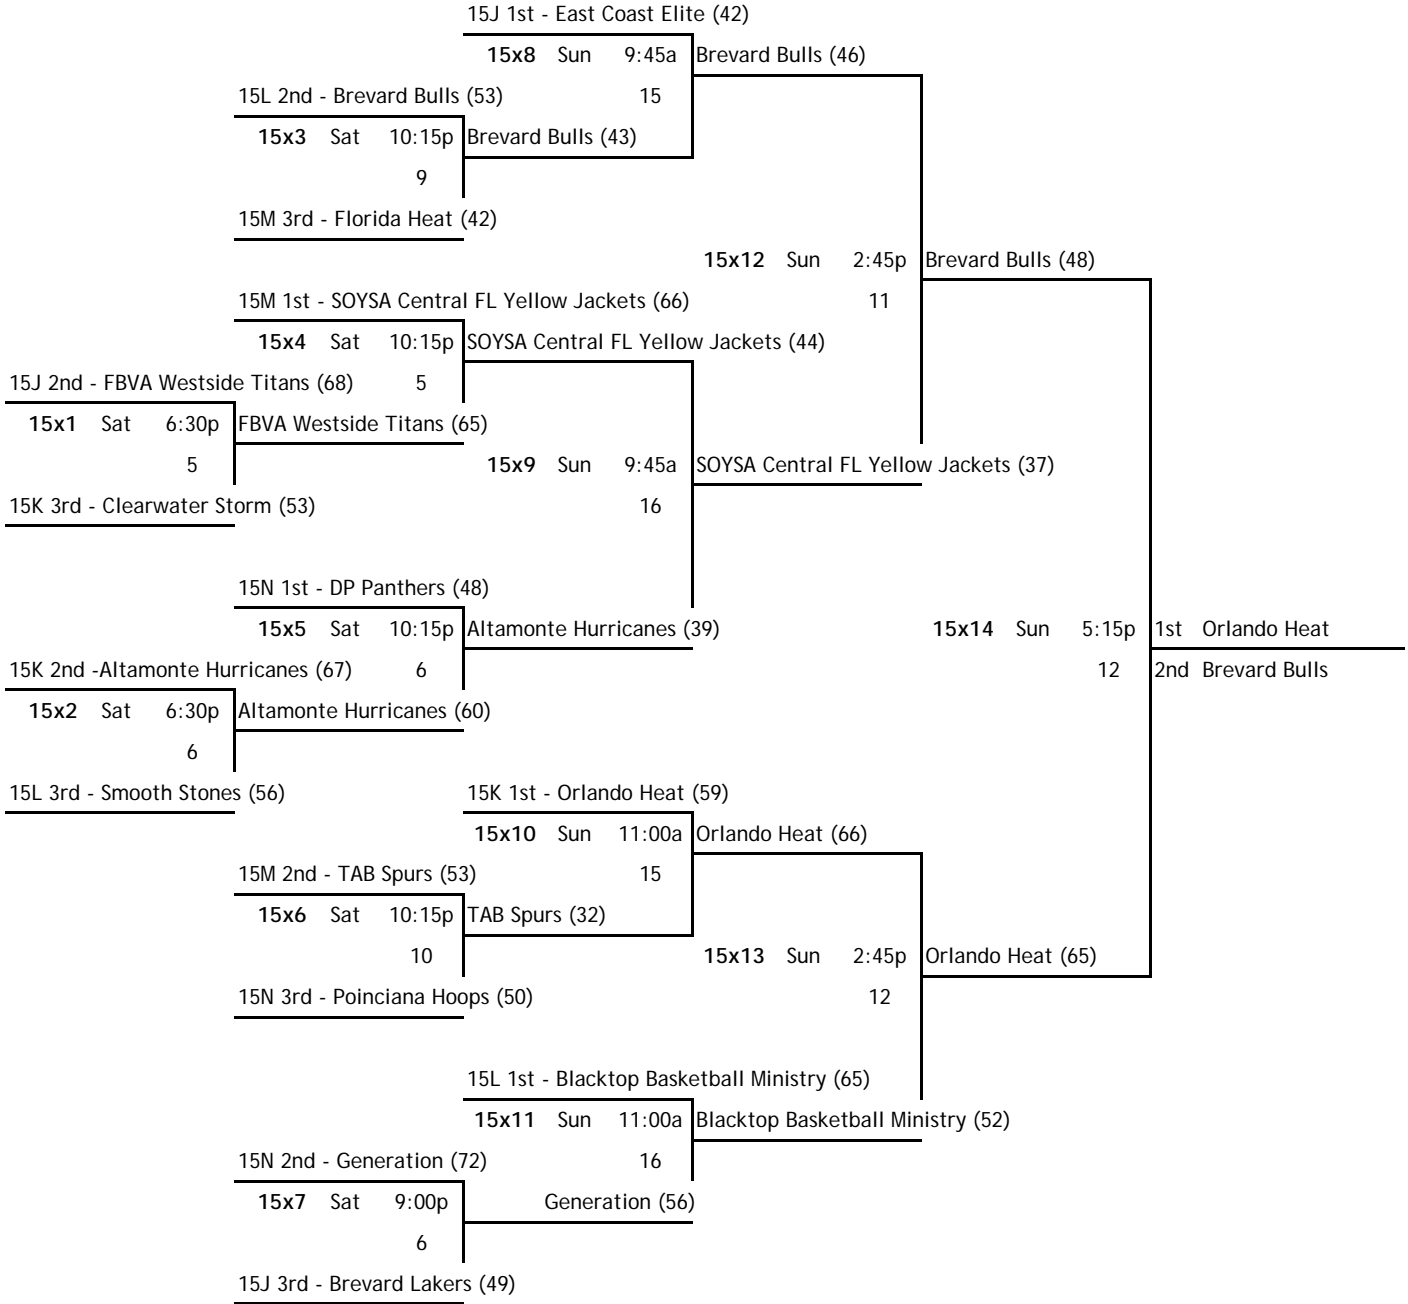 15J 1st - East Coast Elite (42)
15x8 Sun 9:45a Brevard Bulls (46)
15L 2nd - Brevard Bulls (53) 15
15x3 Sat 10:15p Brevard Bulls (43)
9
15M 3rd - Florida Heat (42)
15x12 Sun 2:45p Brevard Bulls (48)
15M 1st - SOYSA Central FL Yellow Jackets (66) 11
15x4 Sat 10:15p SOYSA Central FL Yellow Jackets (44)
15J 2nd - FBVA Westside Titans (68) 5
15x1 Sat 6:30p FBVA Westside Titans (65)
5 15x9 Sun 9:45a SOYSA Central FL Yellow Jackets (37)
15K 3rd - Clearwater Storm (53) 16
15N 1st - DP Panthers (48)
15x5 Sat 10:15p Altamonte Hurricanes (39) 15x14 Sun 5:15p 1st Orlando Heat
15K 2nd -Altamonte Hurricanes (67) 6 12 2nd Brevard Bulls
15x2 Sat 6:30p Altamonte Hurricanes (60)
6
15L 3rd - Smooth Stones (56) 15K 1st - Orlando Heat (59)
15x10 Sun 11:00a Orlando Heat (66)
15M 2nd - TAB Spurs (53) 15
15x6 Sat 10:15p TAB Spurs (32)
10 15x13 Sun 2:45p Orlando Heat (65)
15N 3rd - Poinciana Hoops (50) 12
15L 1st - Blacktop Basketball Ministry (65)
15x11 Sun 11:00a Blacktop Basketball Ministry (52)
15N 2nd - Generation (72) 16
15x7 Sat 9:00p Generation (56)
6
15J 3rd - Brevard Lakers (49)